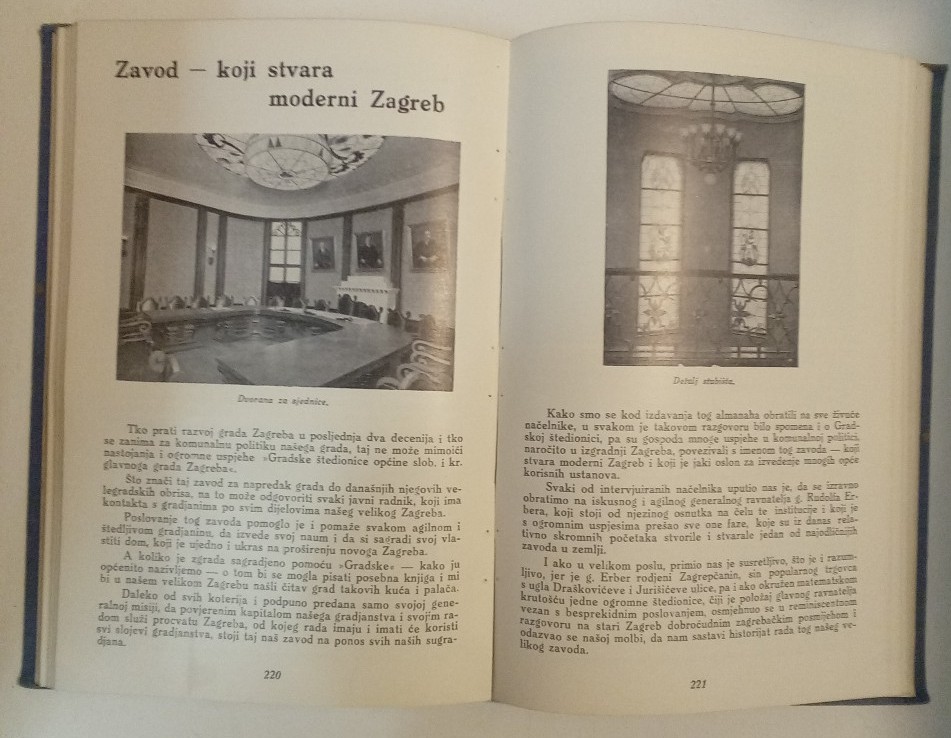 Zavod — koji stvara
moderni Zagreb
Dvorana za sjednice.
Tko prati razvoj grada Zagreba u posljednja dva decenija i tko
se zanima za komunalnu politiku našega grada, taj ne može mimoići
nastojanja i ogromne uspjehe »Gradske štedionice općine slob. i kr.
glavnoga grada Zagreba«.
Što znači taj zavod za napredak grada do današnjih njegovih ve-
legradskih obrisa, na to može odgovoriti svaki javni radnik, koji ima
kontakta s gradjanima po svim dijelovima našeg velikog Zagreba.
Poslovanje tog zavoda pomoglo je i pomaže svakom agilnom i
štedljivom gradjaninu, da izvede svoj naum i da si sagradi svoj vla-
stiti dom, koji je ujedno i ukras na proširenju novoga Zagreba.
A koliko je zgrada sagradjeno pomoću »Gradske« — kako ju
općenito nazivljemo — o tom bi se mogla pisati posebna knjiga i mi
bi u našem velikom Zagrebu našli čitav grad takovih kuća i palača.
Daleko od svih koterija i podpuno predana samo svojoj gene-
ralnoj misiji, da povjerenim kapitalom našega gradjanstva i svojim ra-
dom služi procvatu Zagreba, od kojeg rada imaju i imati će koristi
svi slojevi gradjanstva, stoji taj naš zavod na ponos svih naših sugra-
djana.
220
Detalj stubišta.
Kako smo se kod izdavanja tog almanaha obratili na sve živuće
načelnike, u svakom je takovom razgovoru bilo spomena i o Grad-
skoj štedionici, pa su gospoda mnoge uspjehe u komunalnoj politici,
naročito u izgradnji Zagreba, povezivali s imenom tog zavoda — koji
stvara moderni Zagreb i koji je jaki oslon za izvedenje mnogih opće
korisnih ustanova.
Svaki od intervjuiranih načelnika uputio nas je, da se izravno
obratimo na iskusnog i agilnog generalnog ravnatelja g. Rudolfa Er-
bera, koji stoji od njezinog osnutka na čelu te institucije i koji je
s ogromnim uspjesima prešao sve one faze, koje su iz danas rela-
tivno skromnih početaka stvorile i stvarale jedan od najodličnijih
zavoda u zemlji.
I ako u velikom poslu, primio nas je susretljivo, što je i razum-
ljivo, jer je g. Erber rodjeni Zagrepčanin, sin popularnog trgovca
s ugla Draškovićeve i Jurišićeve ulice, pa i ako okružen matematskom
krutošću jedne ogromne štedionice, čiji je položaj glavnog ravnatelja
vezan s besprekidnim poslovanjem, osmjehnuo se u reminiscentnom
razgovoru na stari Zagreb dobroćudnim zagrebačkim posmijehom i
odazvao se našoj molbi, da nam sastavi historijat rada tog našeg ve-
likog zavoda.
221